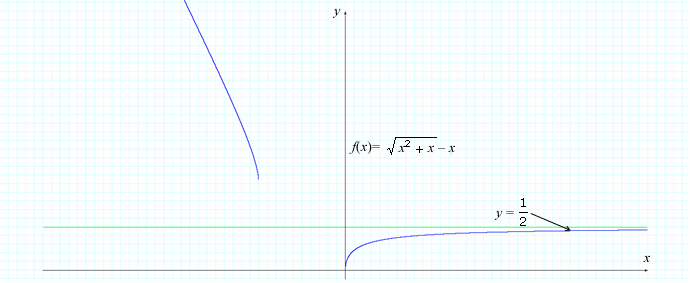 y
f(x)= √(x² + x) − x
y = 1/2
x